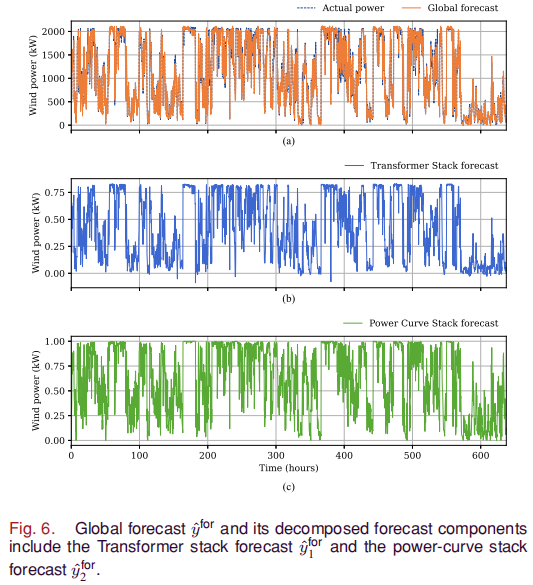 Actual power Global forecast
2000
1500
1000
500
0
Wind power (kW)
(a)
Transformer Stack forecast
0.75
0.50
0.25
0.00
Wind power (kW)
(b)
Power Curve Stack forecast
1.00
0.75
0.50
0.25
0.00
Wind power (kW)
0 100 200 300 400 500 600
Time (hours)
(c)
Fig. 6. Global forecast ŷ^for and its decomposed forecast components
include the Transformer stack forecast ŷ₁^for and the power-curve stack
forecast ŷ₂^for.